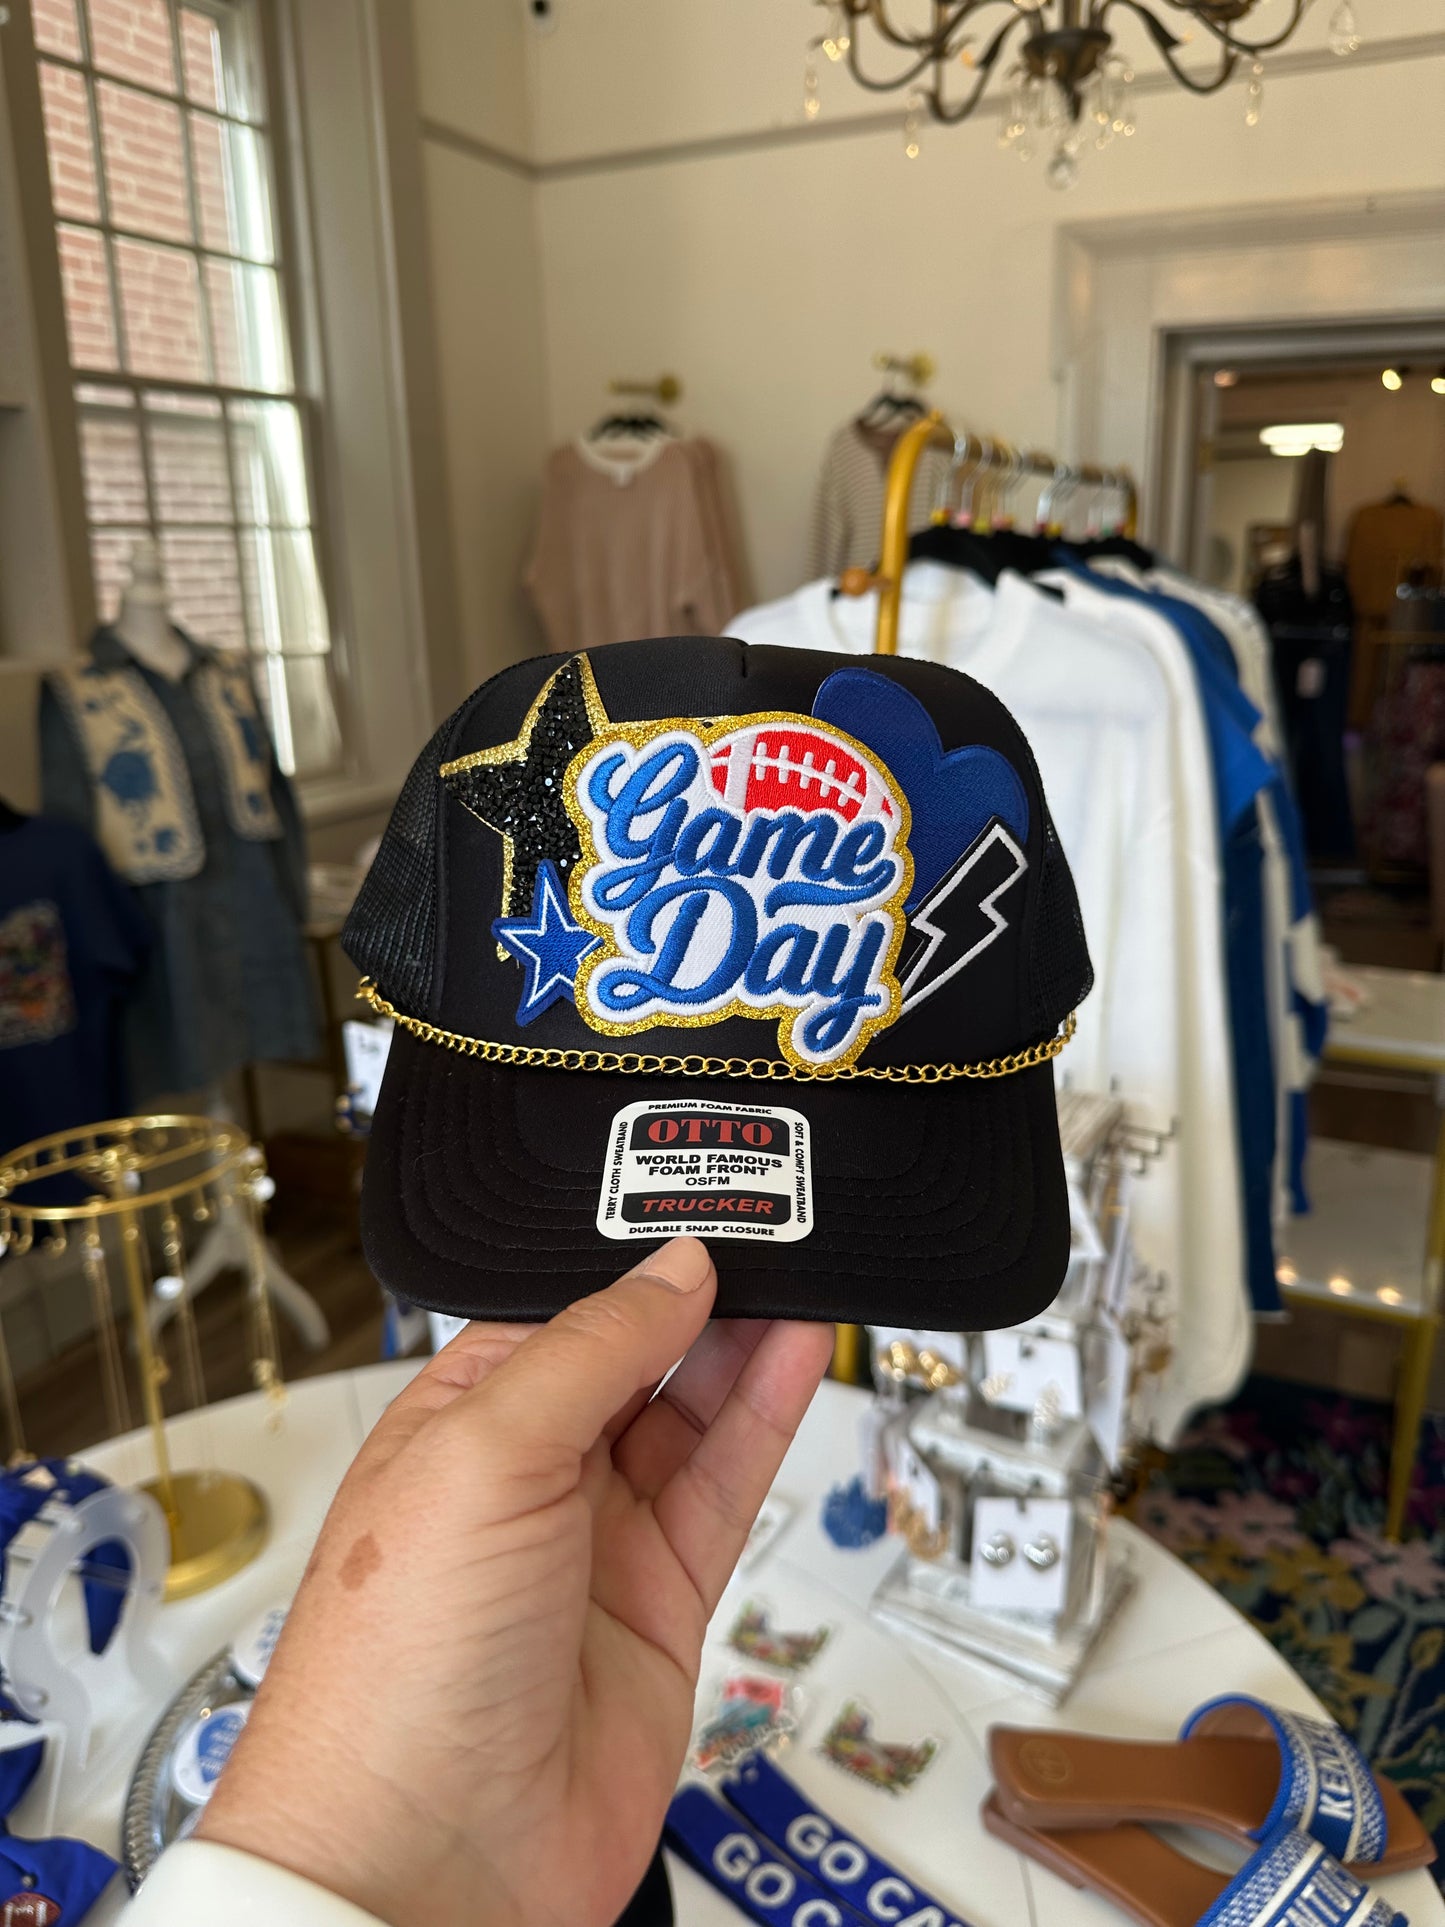 Game
Day
PREMIUM FOAM FABRIC
OTTO
WORLD FAMOUS
FOAM FRONT
OSFM
TRUCKER
DURABLE SNAP CLOSURE
TERRY CLOTH SWEATBAND
SOFT & COMFY SWEATBAND
GO CA
GO C